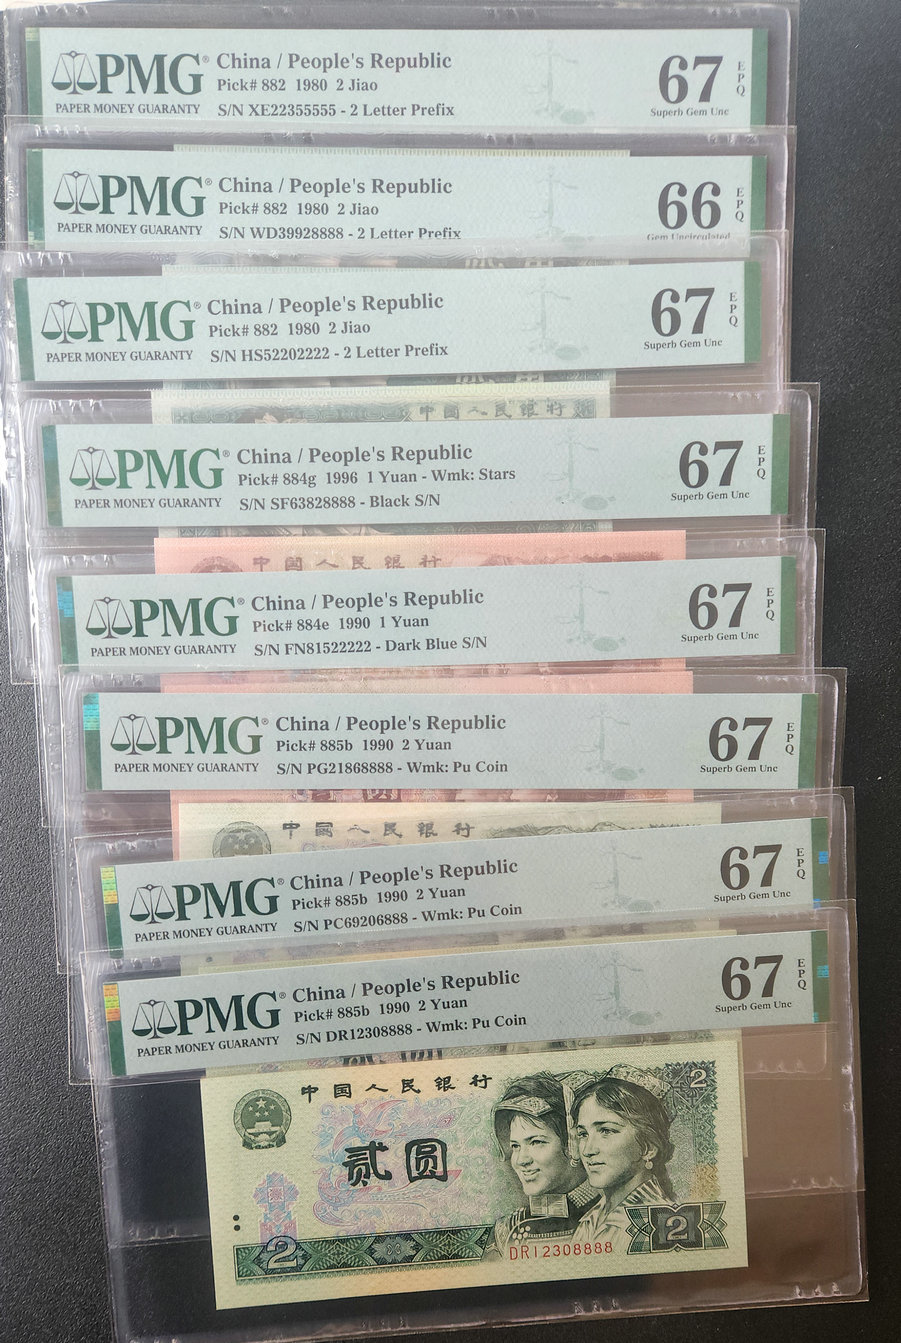 PMG®
PAPER MONEY GUARANTY
China / People's Republic
Pick# 882 1980 2 Jiao
S/N XE22355555 - 2 Letter Prefix
67 EPQ
Superb Gem Unc
PMG®
PAPER MONEY GUARANTY
China / People's Republic
Pick# 882 1980 2 Jiao
S/N WD39928888 - 2 Letter Prefix
66 EPQ
Gem Uncirculated
PMG®
PAPER MONEY GUARANTY
China / People's Republic
Pick# 882 1980 2 Jiao
S/N HS52202222 - 2 Letter Prefix
67 EPQ
Superb Gem Unc
中国人民银行
PMG®
PAPER MONEY GUARANTY
China / People's Republic
Pick# 884g 1996 1 Yuan - Wmk: Stars
S/N SF63828888 - Black S/N
67 EPQ
Superb Gem Unc
中国人民银行
PMG®
PAPER MONEY GUARANTY
China / People's Republic
Pick# 884e 1990 1 Yuan
S/N FN81522222 - Dark Blue S/N
67 EPQ
Superb Gem Unc
PMG®
PAPER MONEY GUARANTY
China / People's Republic
Pick# 885b 1990 2 Yuan
S/N PG21868888 - Wmk: Pu Coin
67 EPQ
Superb Gem Unc
中国人民银行
PMG®
PAPER MONEY GUARANTY
China / People's Republic
Pick# 885b 1990 2 Yuan
S/N PC69206888 - Wmk: Pu Coin
67 EPQ
Superb Gem Unc
PMG®
PAPER MONEY GUARANTY
China / People's Republic
Pick# 885b 1990 2 Yuan
S/N DR12308888 - Wmk: Pu Coin
67 EPQ
Superb Gem Unc
中国人民银行
2
贰圆
2
2
DR12308888